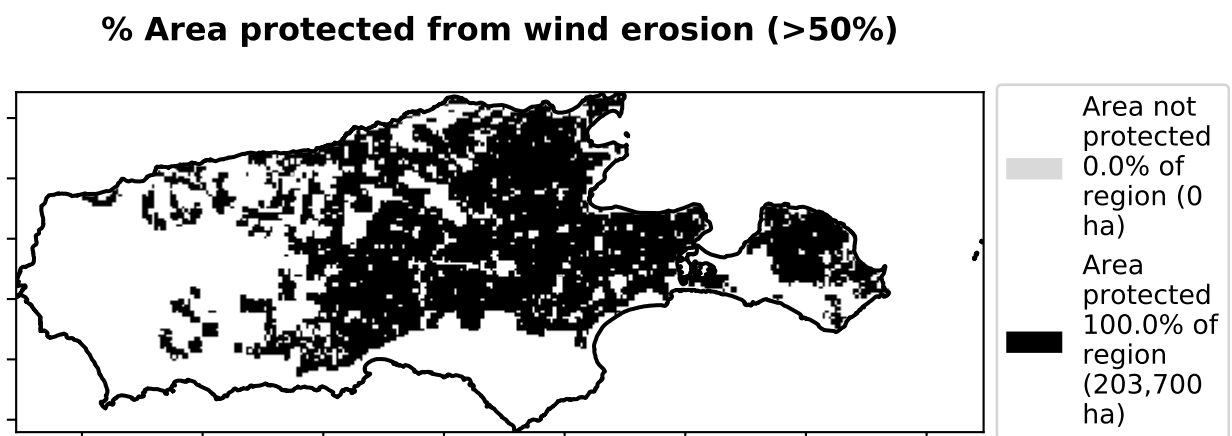 % Area protected from wind erosion (>50%)
Area not
protected
0.0% of
region (0
ha)
Area
protected
100.0% of
region
(203,700
ha)